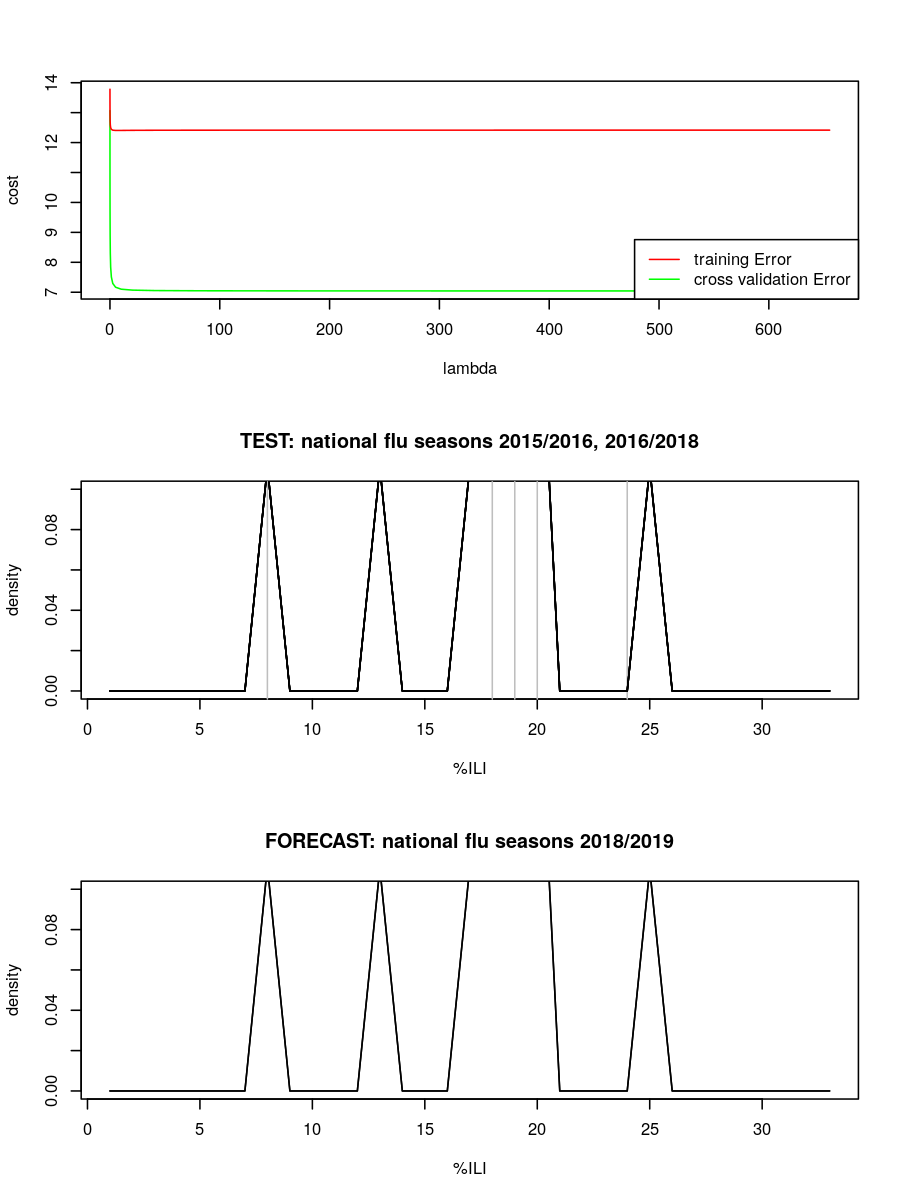 cost
14
12
10
9
8
7
0 100 200 300 400 500 600
lambda
training Error
cross validation Error
TEST: national flu seasons 2015/2016, 2016/2018
density
0.08
0.04
0.00
0 5 10 15 20 25 30
%ILI
FORECAST: national flu seasons 2018/2019
density
0.08
0.04
0.00
0 5 10 15 20 25 30
%ILI